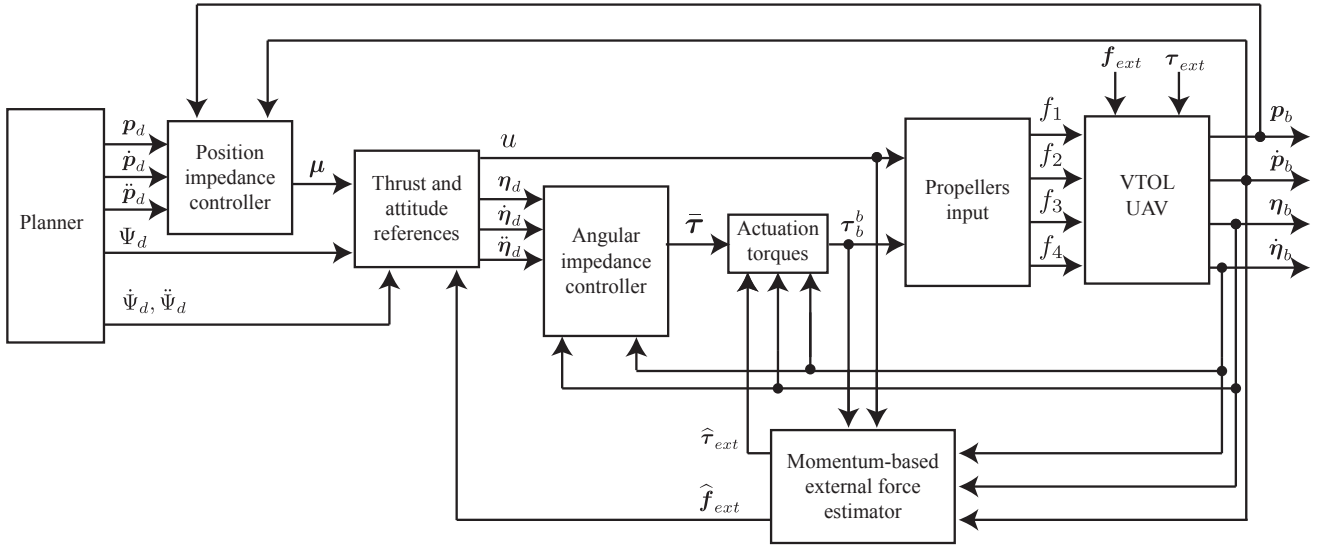 f_ext
τ_ext
Planner
p_d
ṗ_d
p̈_d
Ψ_d
Ψ̇_d, Ψ̈_d
Position
impedance
controller
μ
Thrust and
attitude
references
u
η_d
η̇_d
η̈_d
Angular
impedance
controller
τ̄
Actuation
torques
τ_b^b
Propellers
input
f_1
f_2
f_3
f_4
VTOL
UAV
p_b
ṗ_b
η_b
η̇_b
τ̂_ext
f̂_ext
Momentum-based
external force
estimator